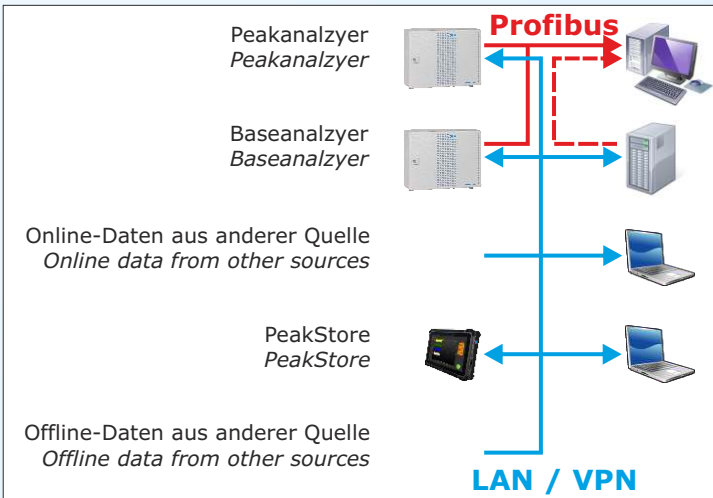 Peakanalzyer
Peakanalzyer
Profibus
Baseanalzyer
Baseanalzyer
Online-Daten aus anderer Quelle
Online data from other sources
PeakStore
PeakStore
Offline-Daten aus anderer Quelle
Offline data from other sources
LAN / VPN